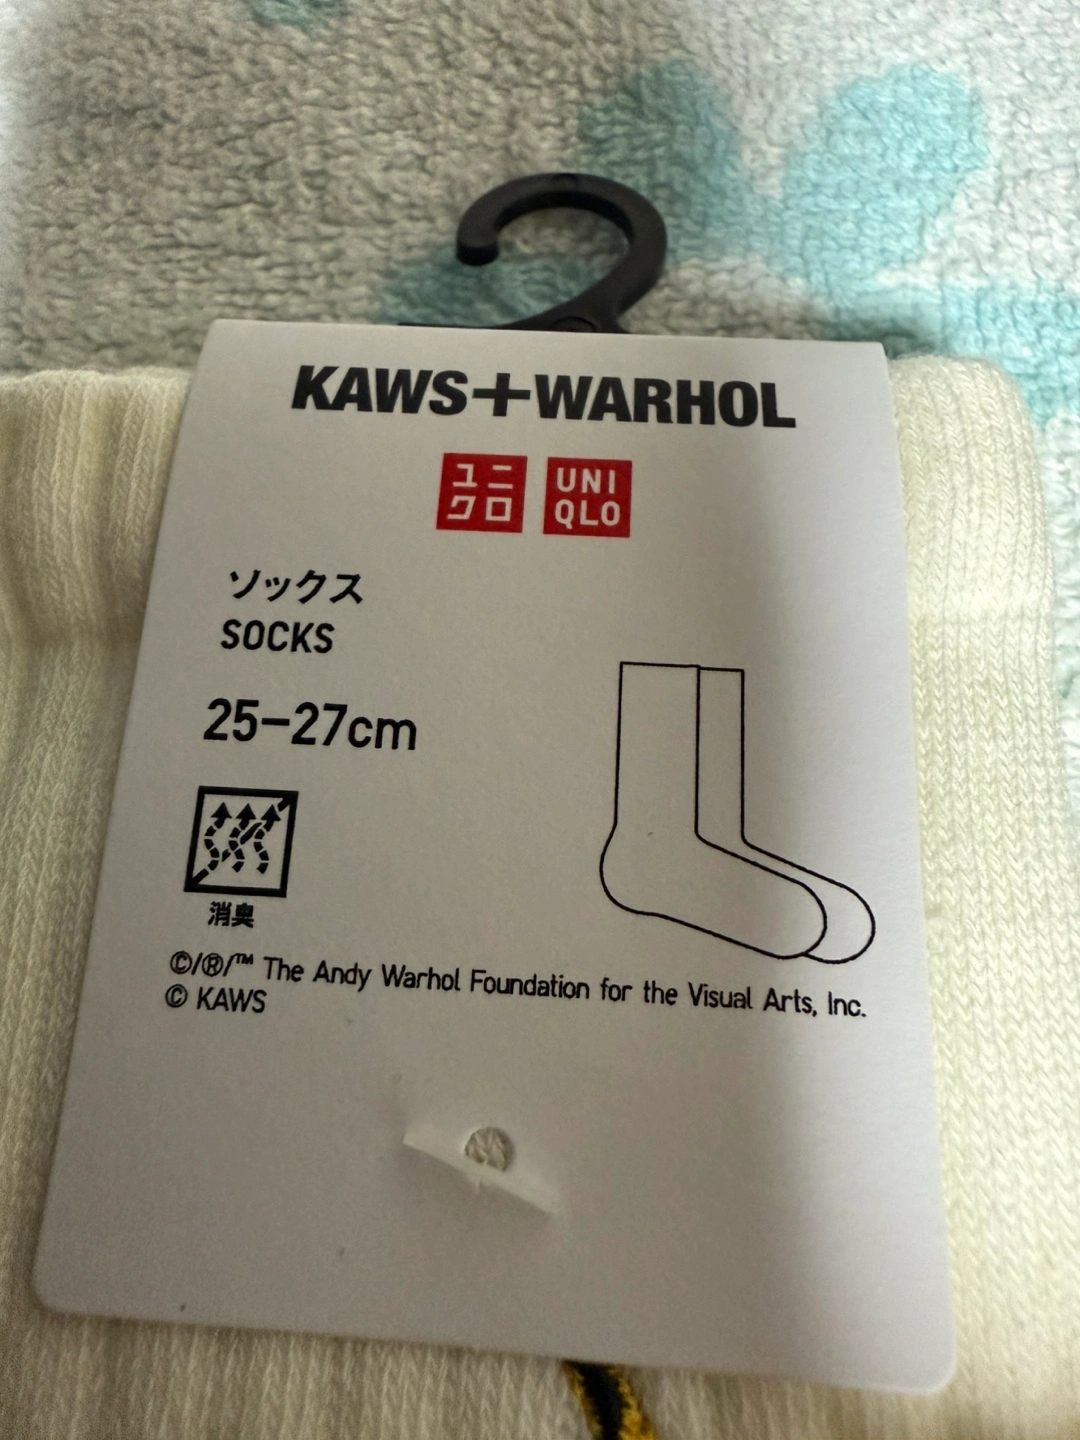 KAWS+WARHOL
ユニ
クロ
UNI
QLO
ソックス
SOCKS
25-27cm
消臭
©/®/™ The Andy Warhol Foundation for the Visual Arts, Inc.
© KAWS